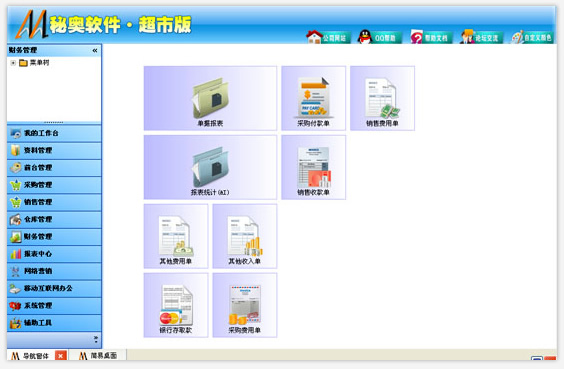 秘奥软件·超市版
公司网站 QQ帮助 帮助文档 论坛交流 自定义颜色
财务管理 «
菜单树
我的工作台
资料管理
前台管理
采购管理
销售管理
仓库管理
财务管理
报表中心
网络营销
移动互联网办公
系统管理
辅助工具
单据报表 采购付款单 销售费用单
PAY CARD
报表统计(AI) 销售收款单
其他费用单 其他收入单
银行存取款 采购费用单
导航窗体 简易桌面